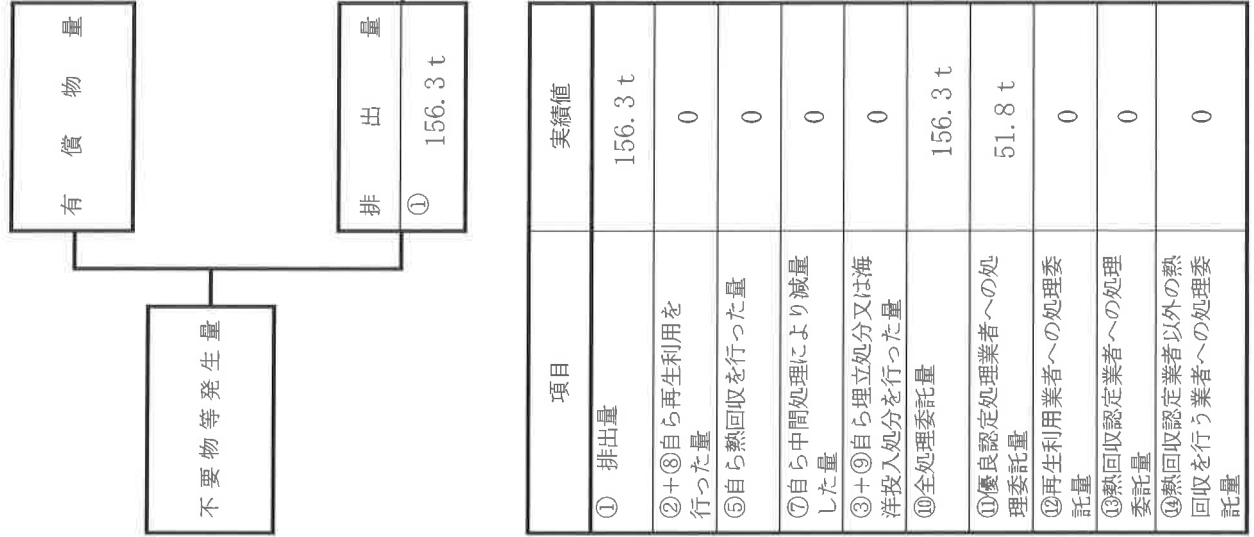 不要物等発生量
有償物量
排出量
① 156.3 t
項目 実績値
① 排出量 156.3 t
②+⑧自ら再生利用を
行った量 0
⑤自ら熱回収を行った量 0
⑦自ら中間処理により減量
した量 0
③+⑨自ら埋立処分又は海
洋投入処分を行った量 0
⑩全処理委託量 156.3 t
⑪優良認定処理業者への処
理委託量 51.8 t
⑫再生利用業者への処理委
託量 0
⑬熱回収認定業者への処理
委託量 0
⑭熱回収認定業者以外の熱
回収を行う業者への処理委
託量 0